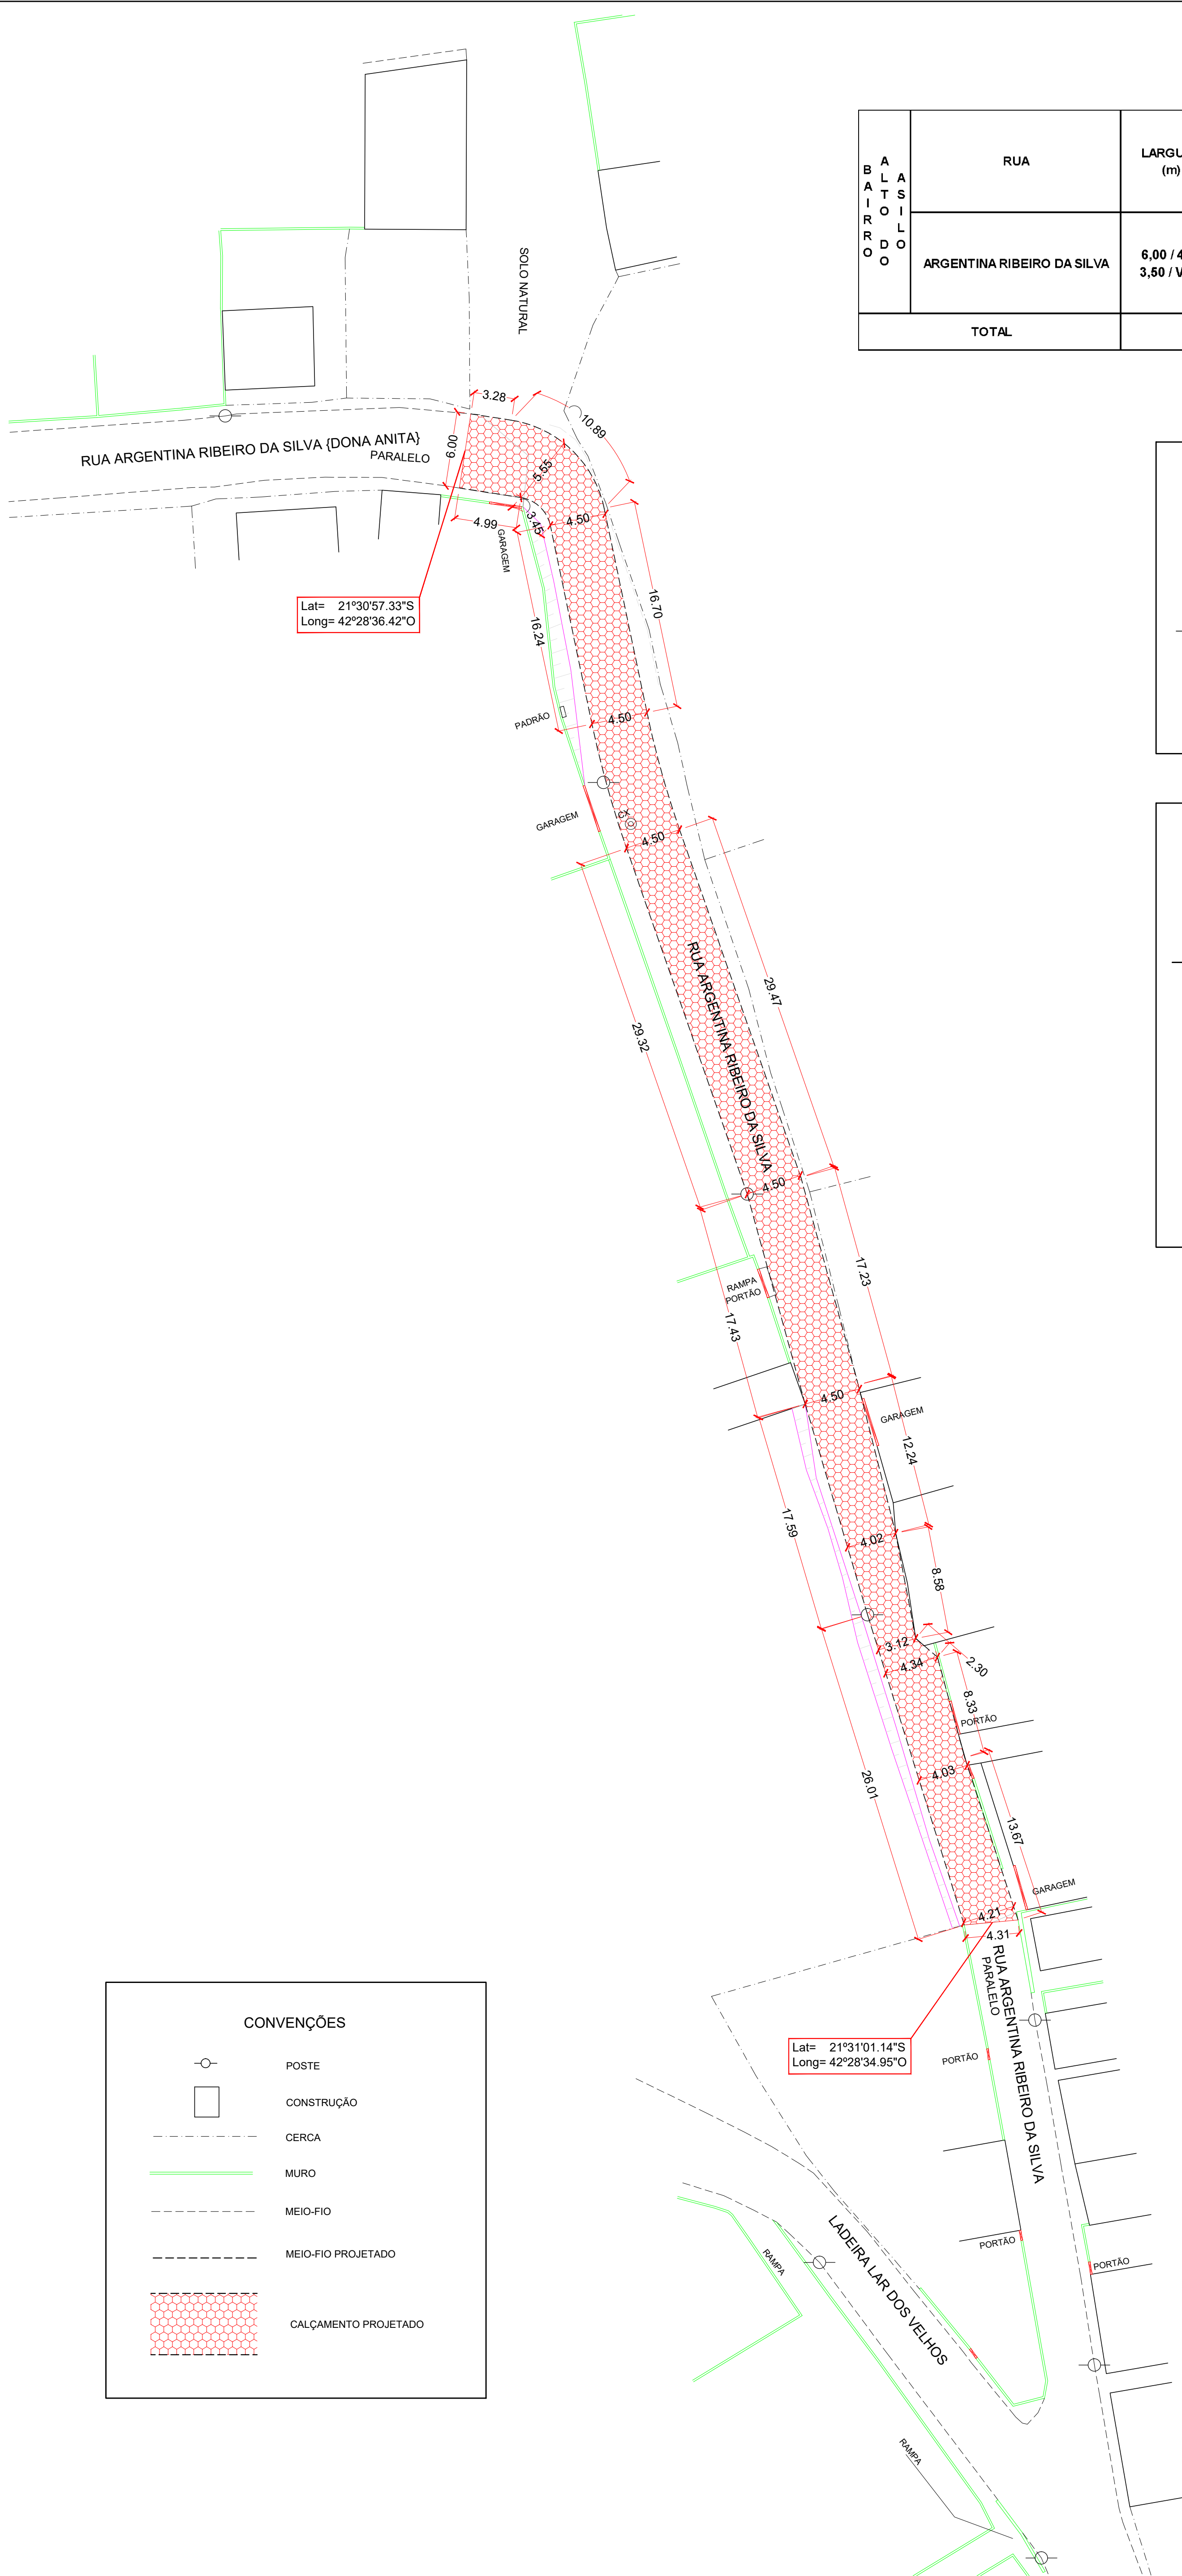 BAIRRO
ALTO DO
ASILO
RUA
LARGU
(m)
ARGENTINA RIBEIRO DA SILVA
6,00 / 4
3,50 / V
TOTAL
SOLO NATURAL
3.28
10.89
RUA ARGENTINA RIBEIRO DA SILVA {DONA ANITA}
PARALELO
6.00
5.55
4.99
3.45
4.50
GARAGEM
Lat= 21º30'57.33"S
Long= 42º28'36.42"O
16.70
16.24
PADRÃO
4.50
GARAGEM
CX
4.50
RUA ARGENTINA RIBEIRO DA SILVA
29.47
29.32
4.50
17.23
RAMPA
PORTÃO
17.43
4.50
GARAGEM
12.24
17.59
4.02
8.58
3.12
4.34
2.30
8.33
PORTÃO
4.03
26.01
13.67
GARAGEM
4.21
4.31
RUA ARGENTINA RIBEIRO DA SILVA
PARALELO
Lat= 21º31'01.14"S
Long= 42º28'34.95"O
PORTÃO
PORTÃO
PORTÃO
LADEIRA LAR DOS VELHOS
RAMPA
RAMPA
CONVENÇÕES
POSTE
CONSTRUÇÃO
CERCA
MURO
MEIO-FIO
MEIO-FIO PROJETADO
CALÇAMENTO PROJETADO